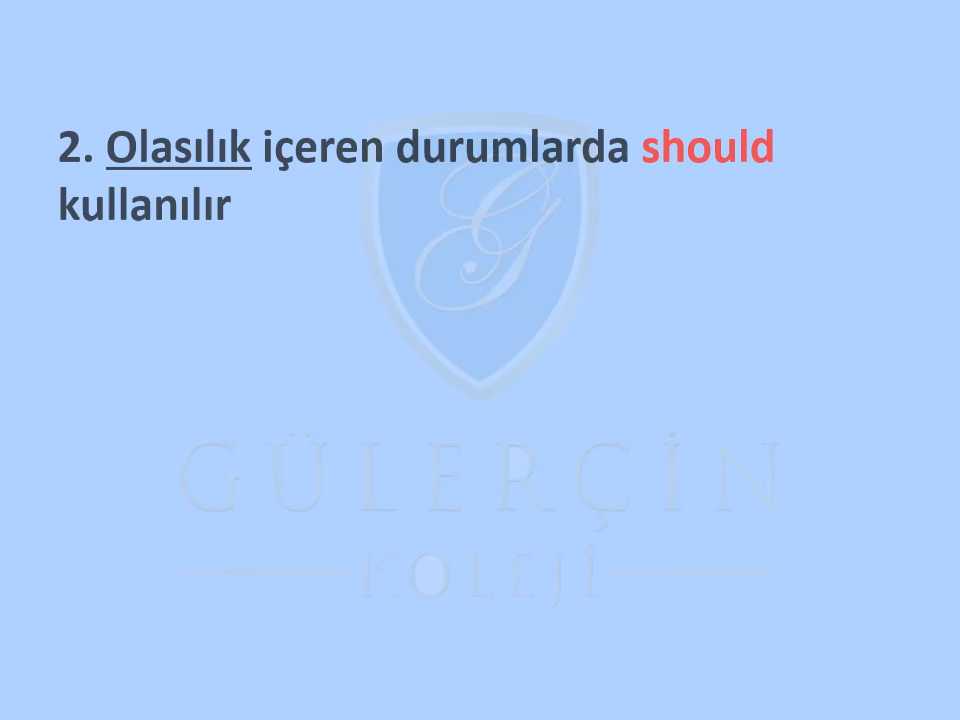 2. Olasılık içeren durumlarda should
kullanılır
G
GÜLERÇİN
KOLEJİ